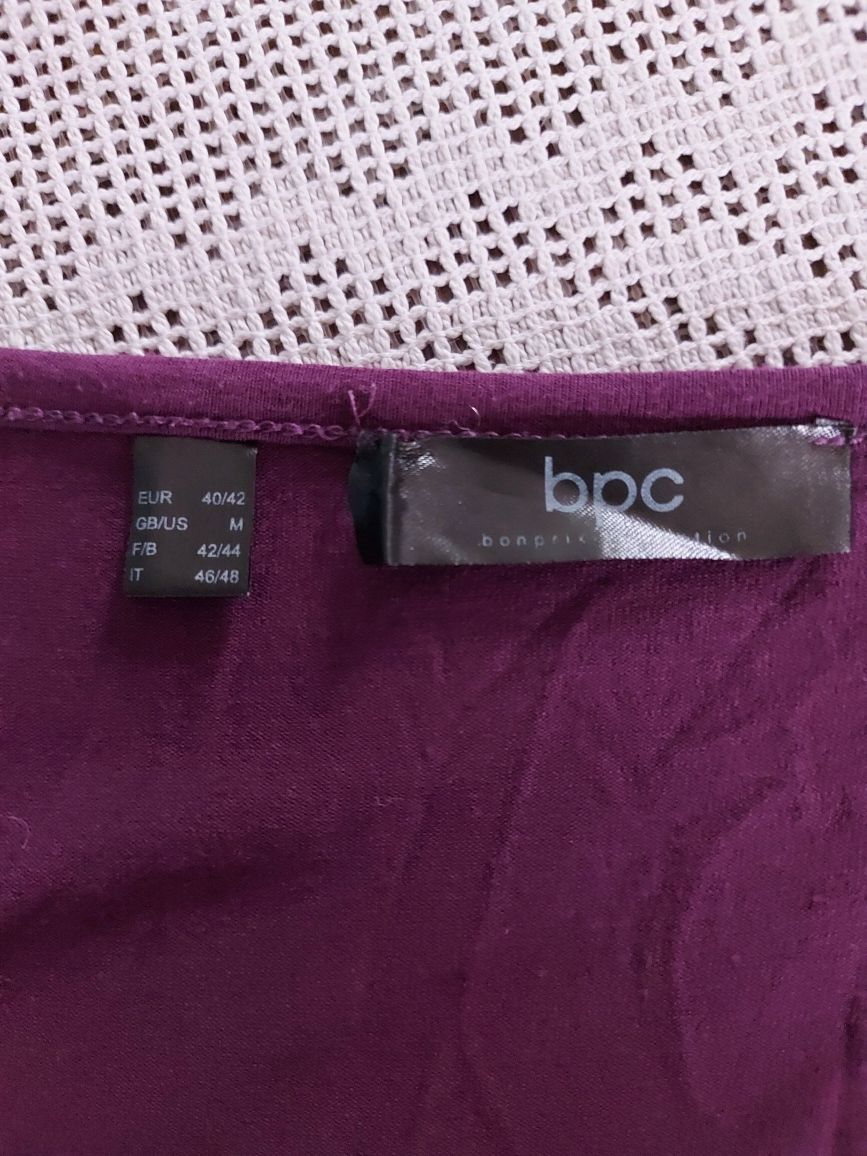 EUR 40/42
GB/US M
F/B 42/44
IT 46/48
bpc